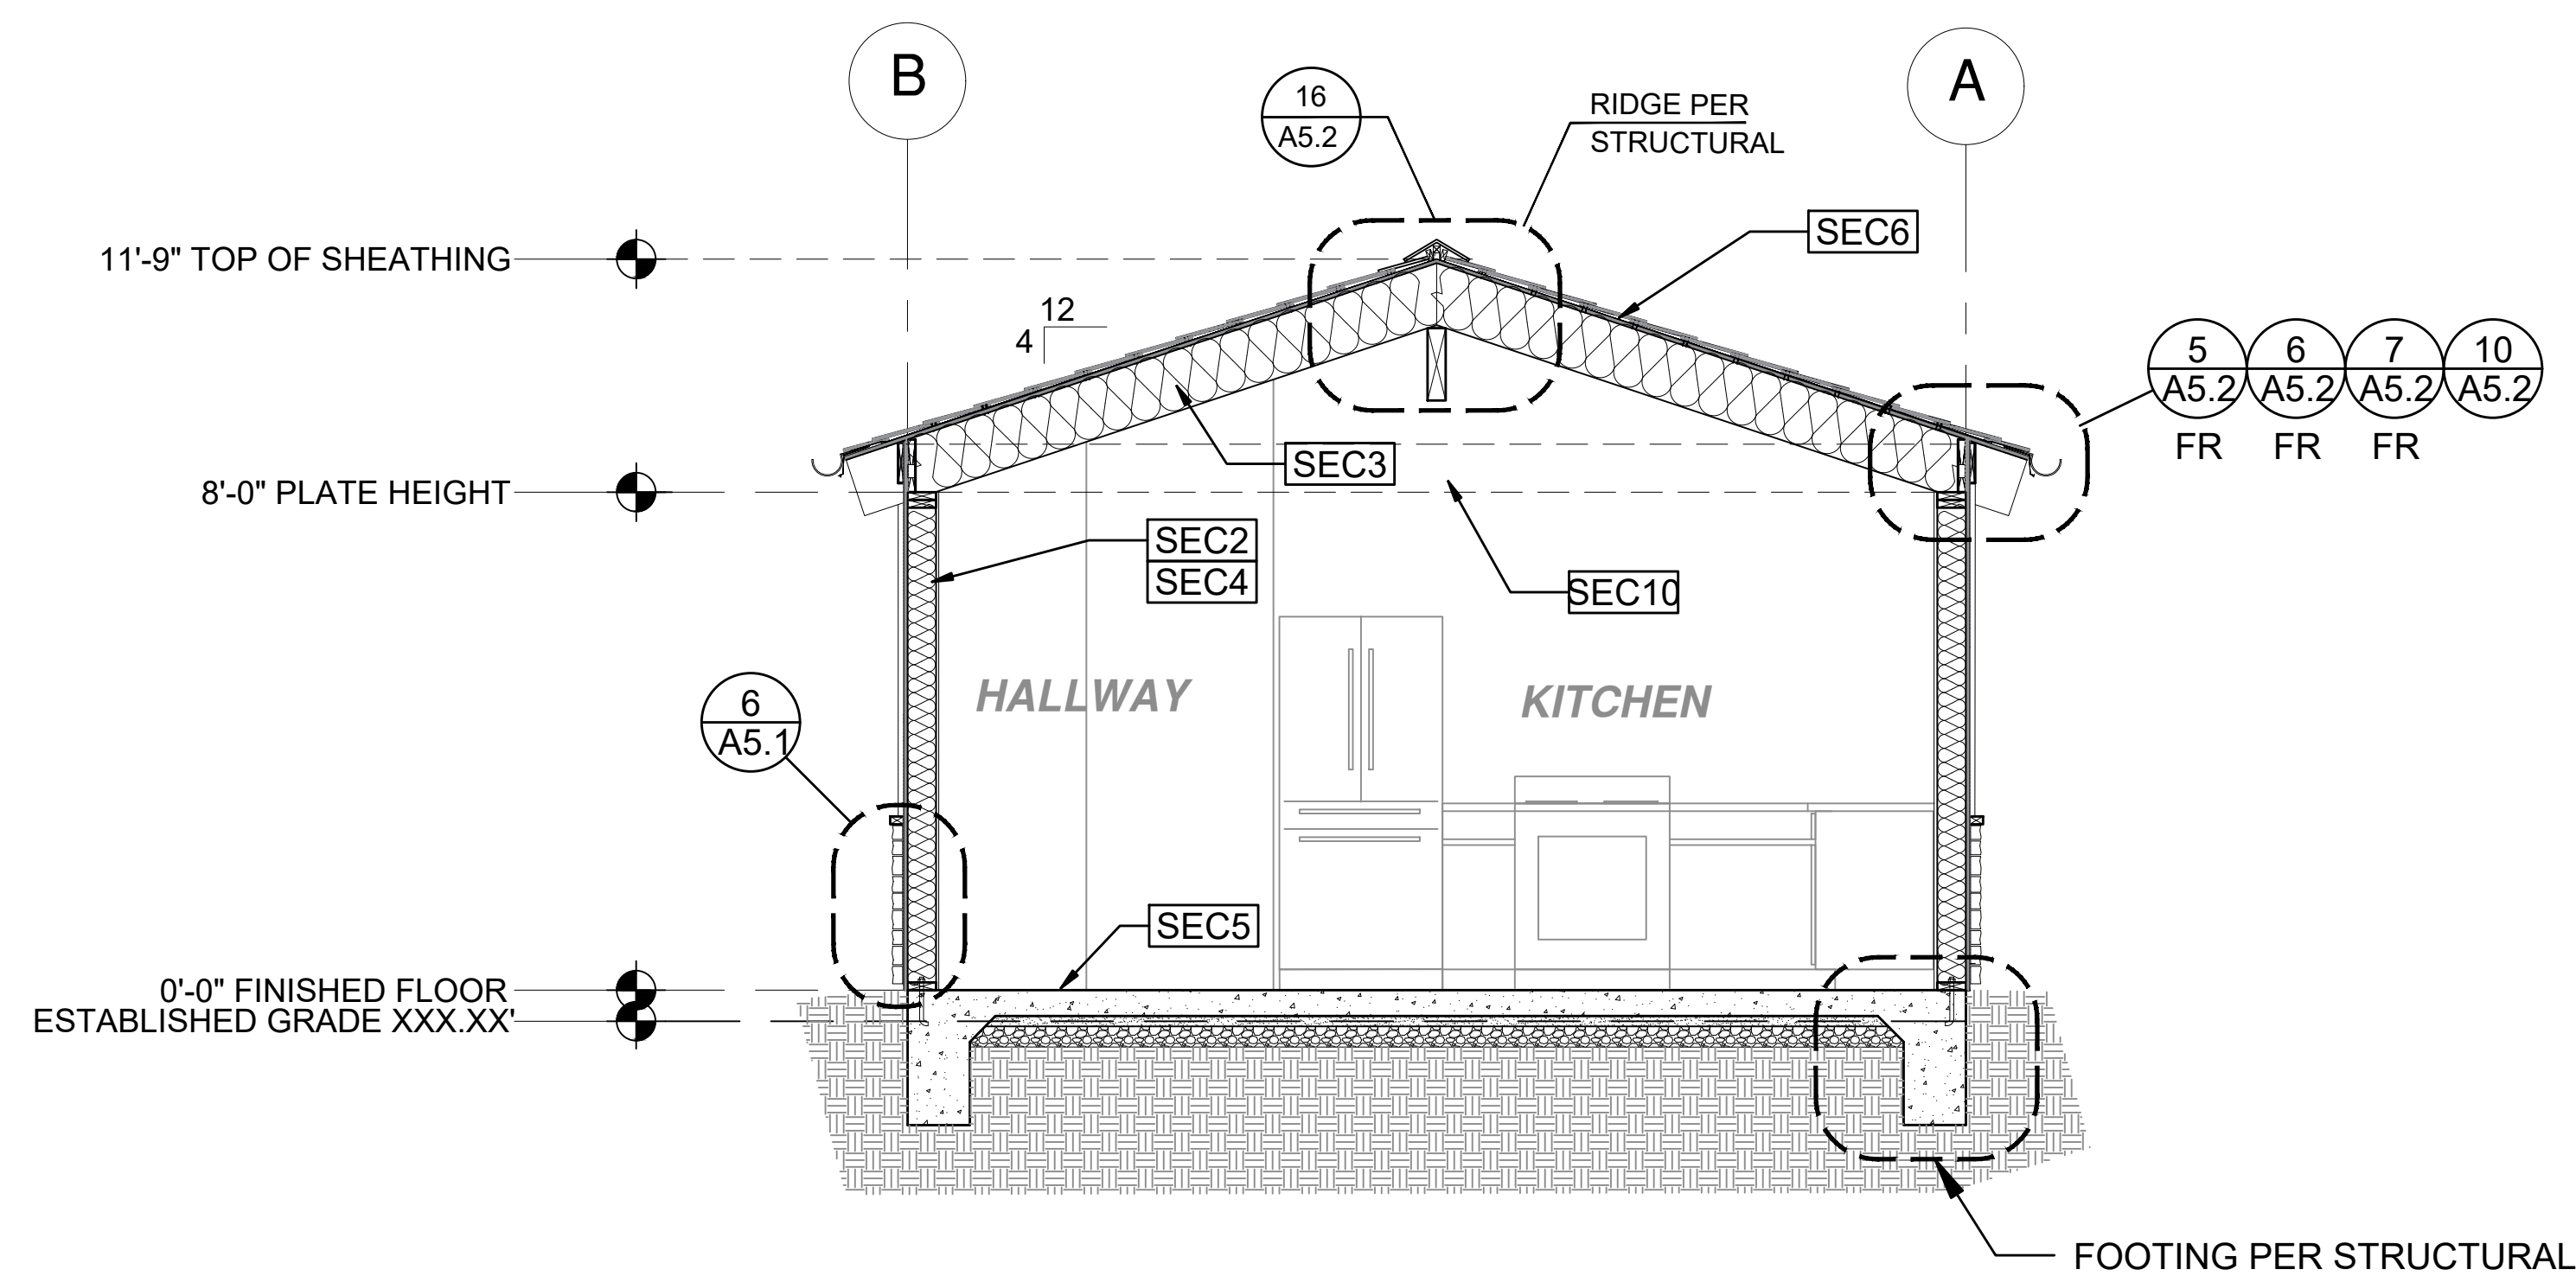 B
A
16
A5.2
RIDGE PER
STRUCTURAL
SEC6
11'-9" TOP OF SHEATHING
12
4
5
A5.2
FR
6
A5.2
FR
7
A5.2
FR
10
A5.2
SEC3
8'-0" PLATE HEIGHT
SEC2
SEC4
SEC10
HALLWAY
KITCHEN
6
A5.1
SEC5
0'-0" FINISHED FLOOR
ESTABLISHED GRADE XXX.XX'
FOOTING PER STRUCTURAL